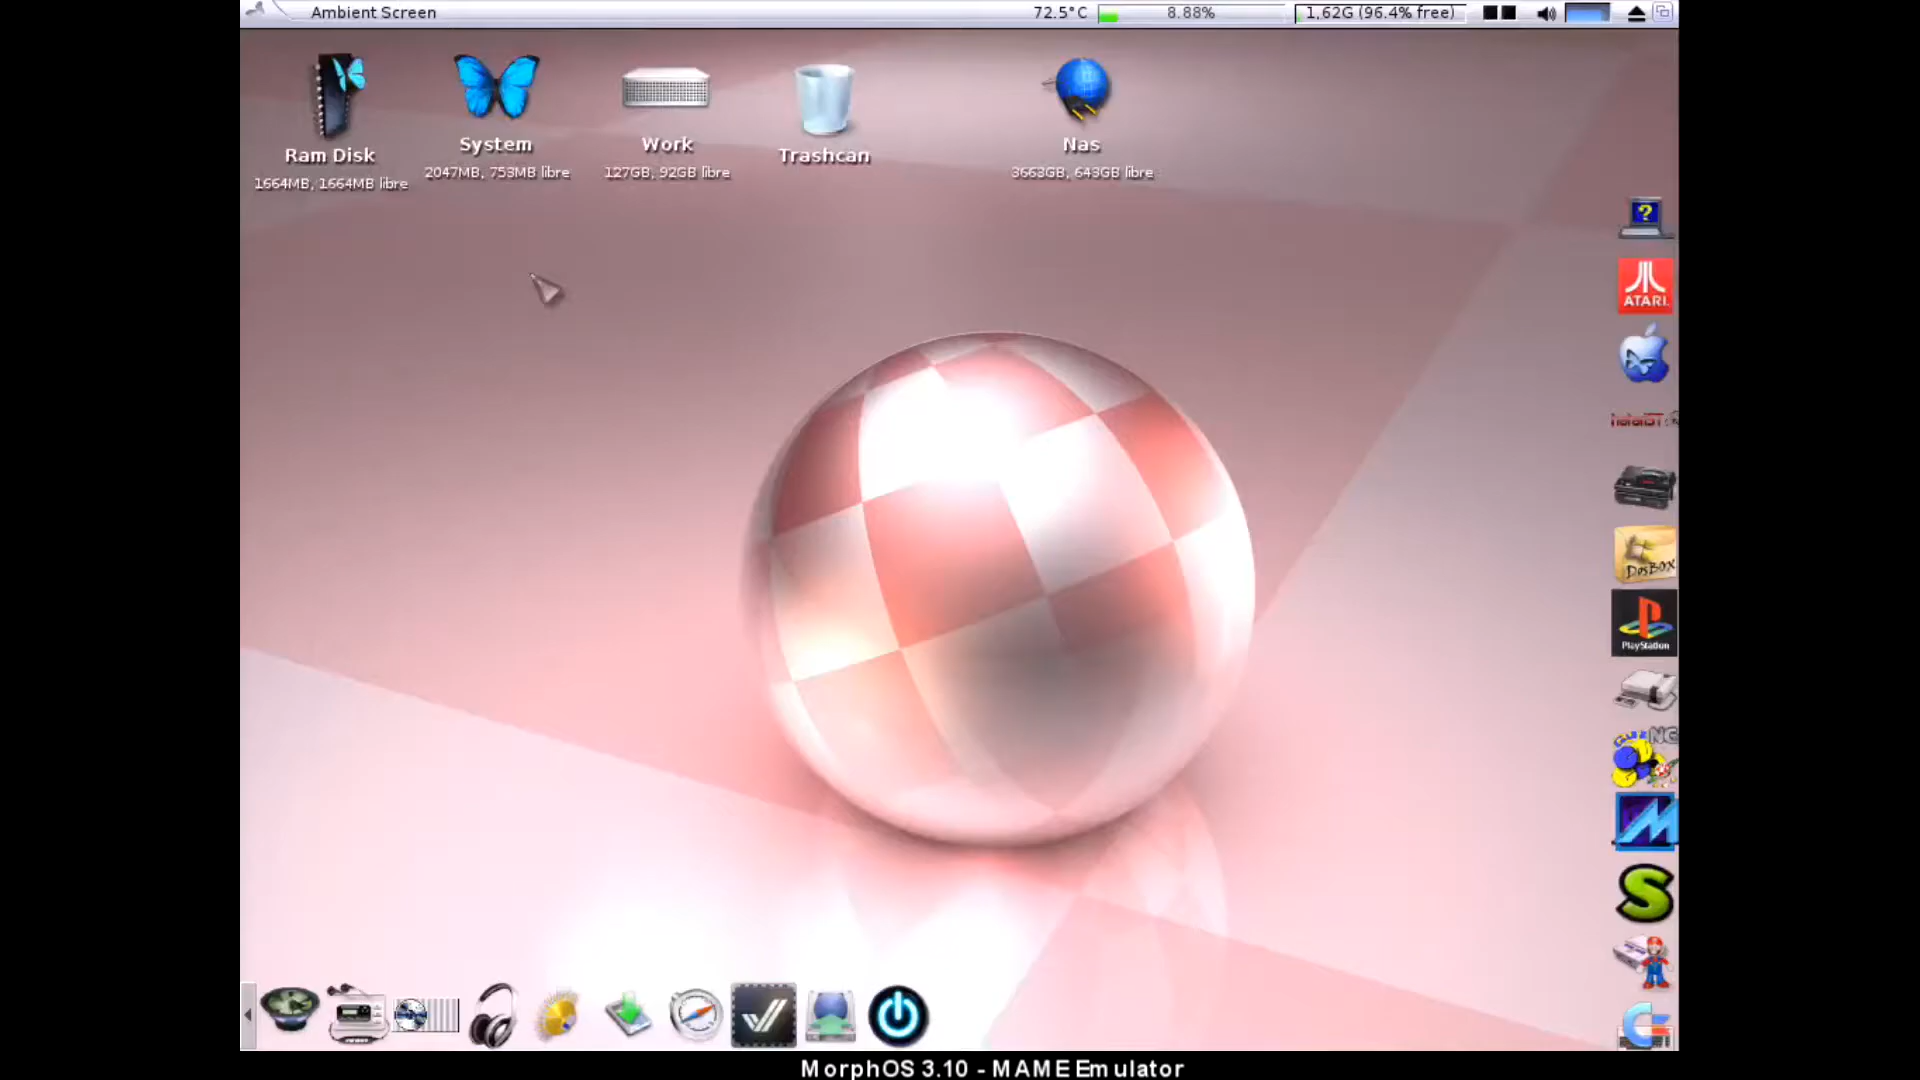 Ambient Screen
72.5°C
8.88%
1,62G (96.4% free)
Ram Disk
1664MB, 1664MB libre
System
2047MB, 753MB libre
Work
127GB, 92GB libre
Trashcan
Nas
3663GB, 643GB libre
?
ATARI
DosBOX
PlayStation
NG
M
S
MorphOS 3.10 - MAME Emulator